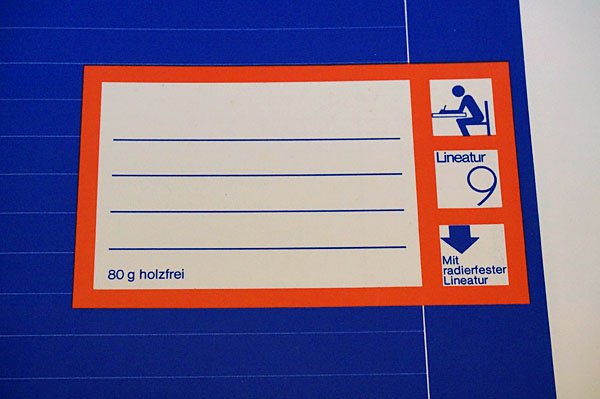 80 g holzfrei
Lineatur
9
Mit
radierfester
Lineatur